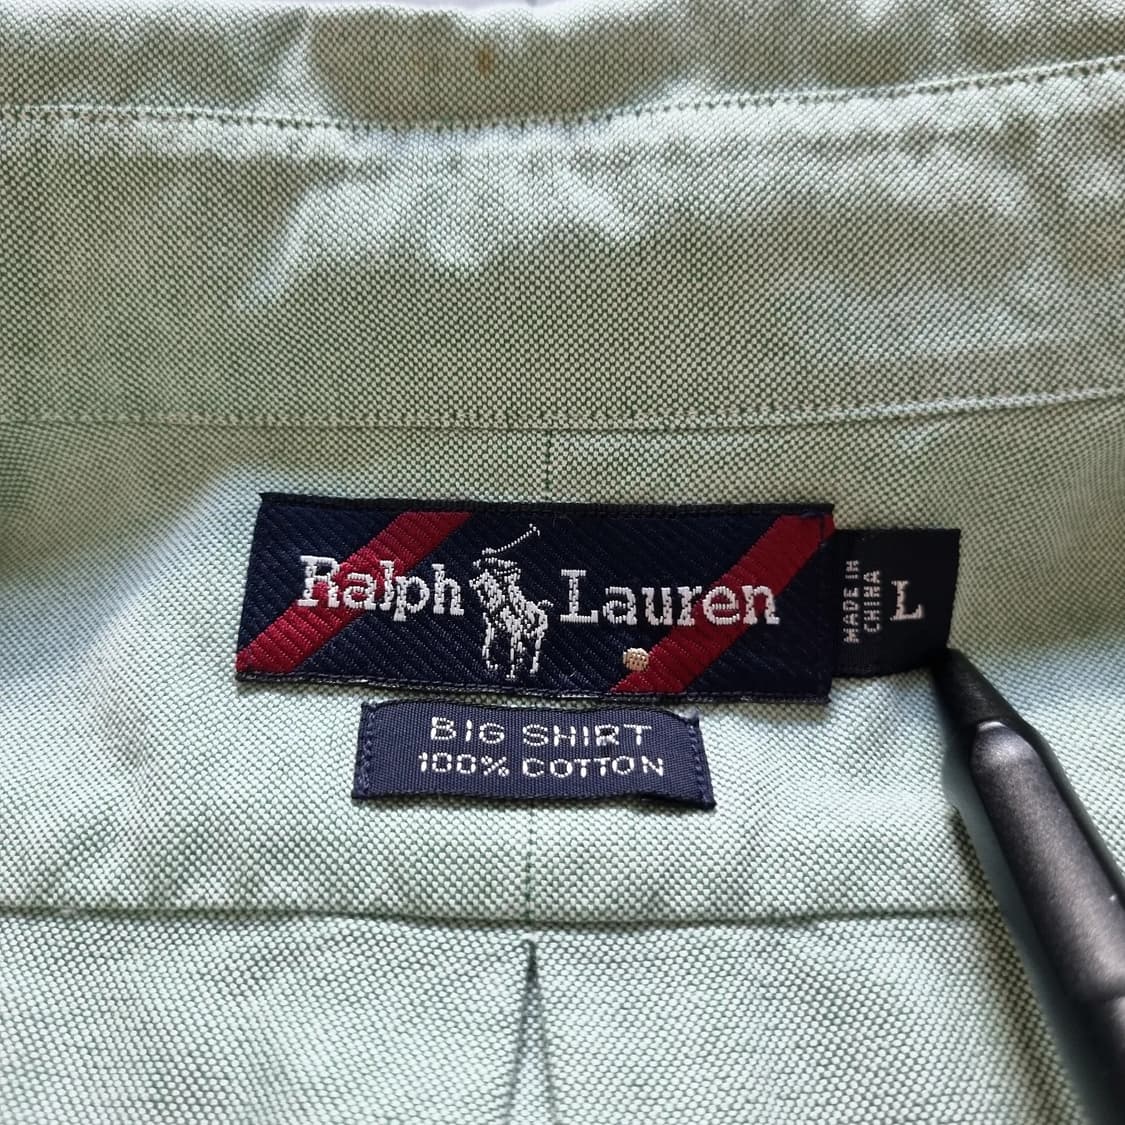 Ralph Lauren
MADE IN
CHINA
L
BIG SHIRT
100% COTTON